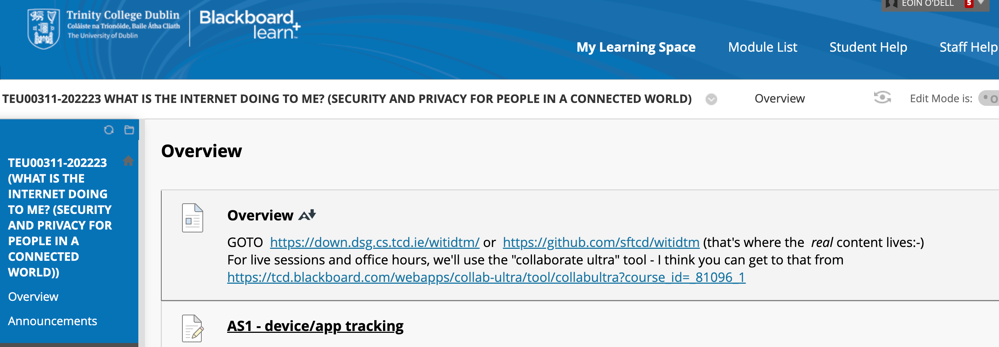 EOIN O'DELL 5
Trinity College Dublin
Coláiste na Tríonóide, Baile Átha Cliath
The University of Dublin
Blackboard
learn+™
My Learning Space Module List Student Help Staff Help
TEU00311-202223 WHAT IS THE INTERNET DOING TO ME? (SECURITY AND PRIVACY FOR PEOPLE IN A CONNECTED WORLD) Overview Edit Mode is:
TEU00311-202223
(WHAT IS THE
INTERNET DOING
TO ME? (SECURITY
AND PRIVACY FOR
PEOPLE IN A
CONNECTED
WORLD))
Overview
Announcements
Overview
Overview
GOTO https://down.dsg.cs.tcd.ie/witidtm/ or https://github.com/sftcd/witidtm (that's where the real content lives:-)
For live sessions and office hours, we'll use the "collaborate ultra" tool - I think you can get to that from
https://tcd.blackboard.com/webapps/collab-ultra/tool/collabultra?course_id=_81096_1
AS1 - device/app tracking